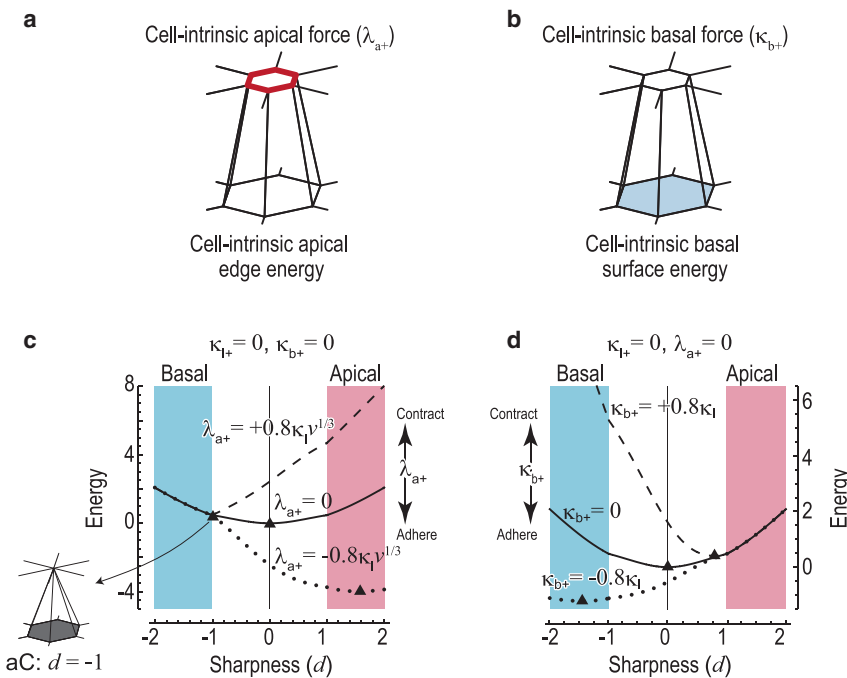 a
Cell-intrinsic apical force (λa+)
Cell-intrinsic apical
edge energy
b
Cell-intrinsic basal force (κb+)
Cell-intrinsic basal
surface energy
c
κl+ = 0, κb+ = 0
Basal
Apical
8
4
0
-4
Energy
λa+ = +0.8κl v1/3
λa+ = 0
λa+ = -0.8κl v1/3
Contract
λa+
Adhere
-2 -1 0 1 2
Sharpness (d)
aC: d = -1
d
κl+ = 0, λa+ = 0
Basal
Apical
Contract
κb+
Adhere
κb+ = +0.8κl
κb+ = 0
κb+ = -0.8κl
6
4
2
0
Energy
-2 -1 0 1 2
Sharpness (d)